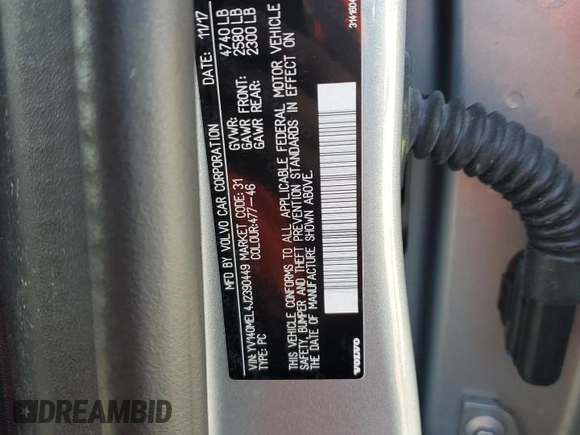 MFD BY VOLVO CAR CORPORATION DATE: 11/17
VIN: YV140MEL4J2390449 MARKET CODE: 31 GVWR: 4740 LB
TYPE: PC COLOUR: 477-46 GAWR FRONT: 2580 LB
GAWR REAR: 2300 LB
THIS VEHICLE CONFORMS TO ALL APPLICABLE FEDERAL MOTOR VEHICLE
SAFETY, BUMPER AND THEFT PREVENTION STANDARDS IN EFFECT ON
THE DATE OF MANUFACTURE SHOWN ABOVE.
VOLVO
DREAMBID